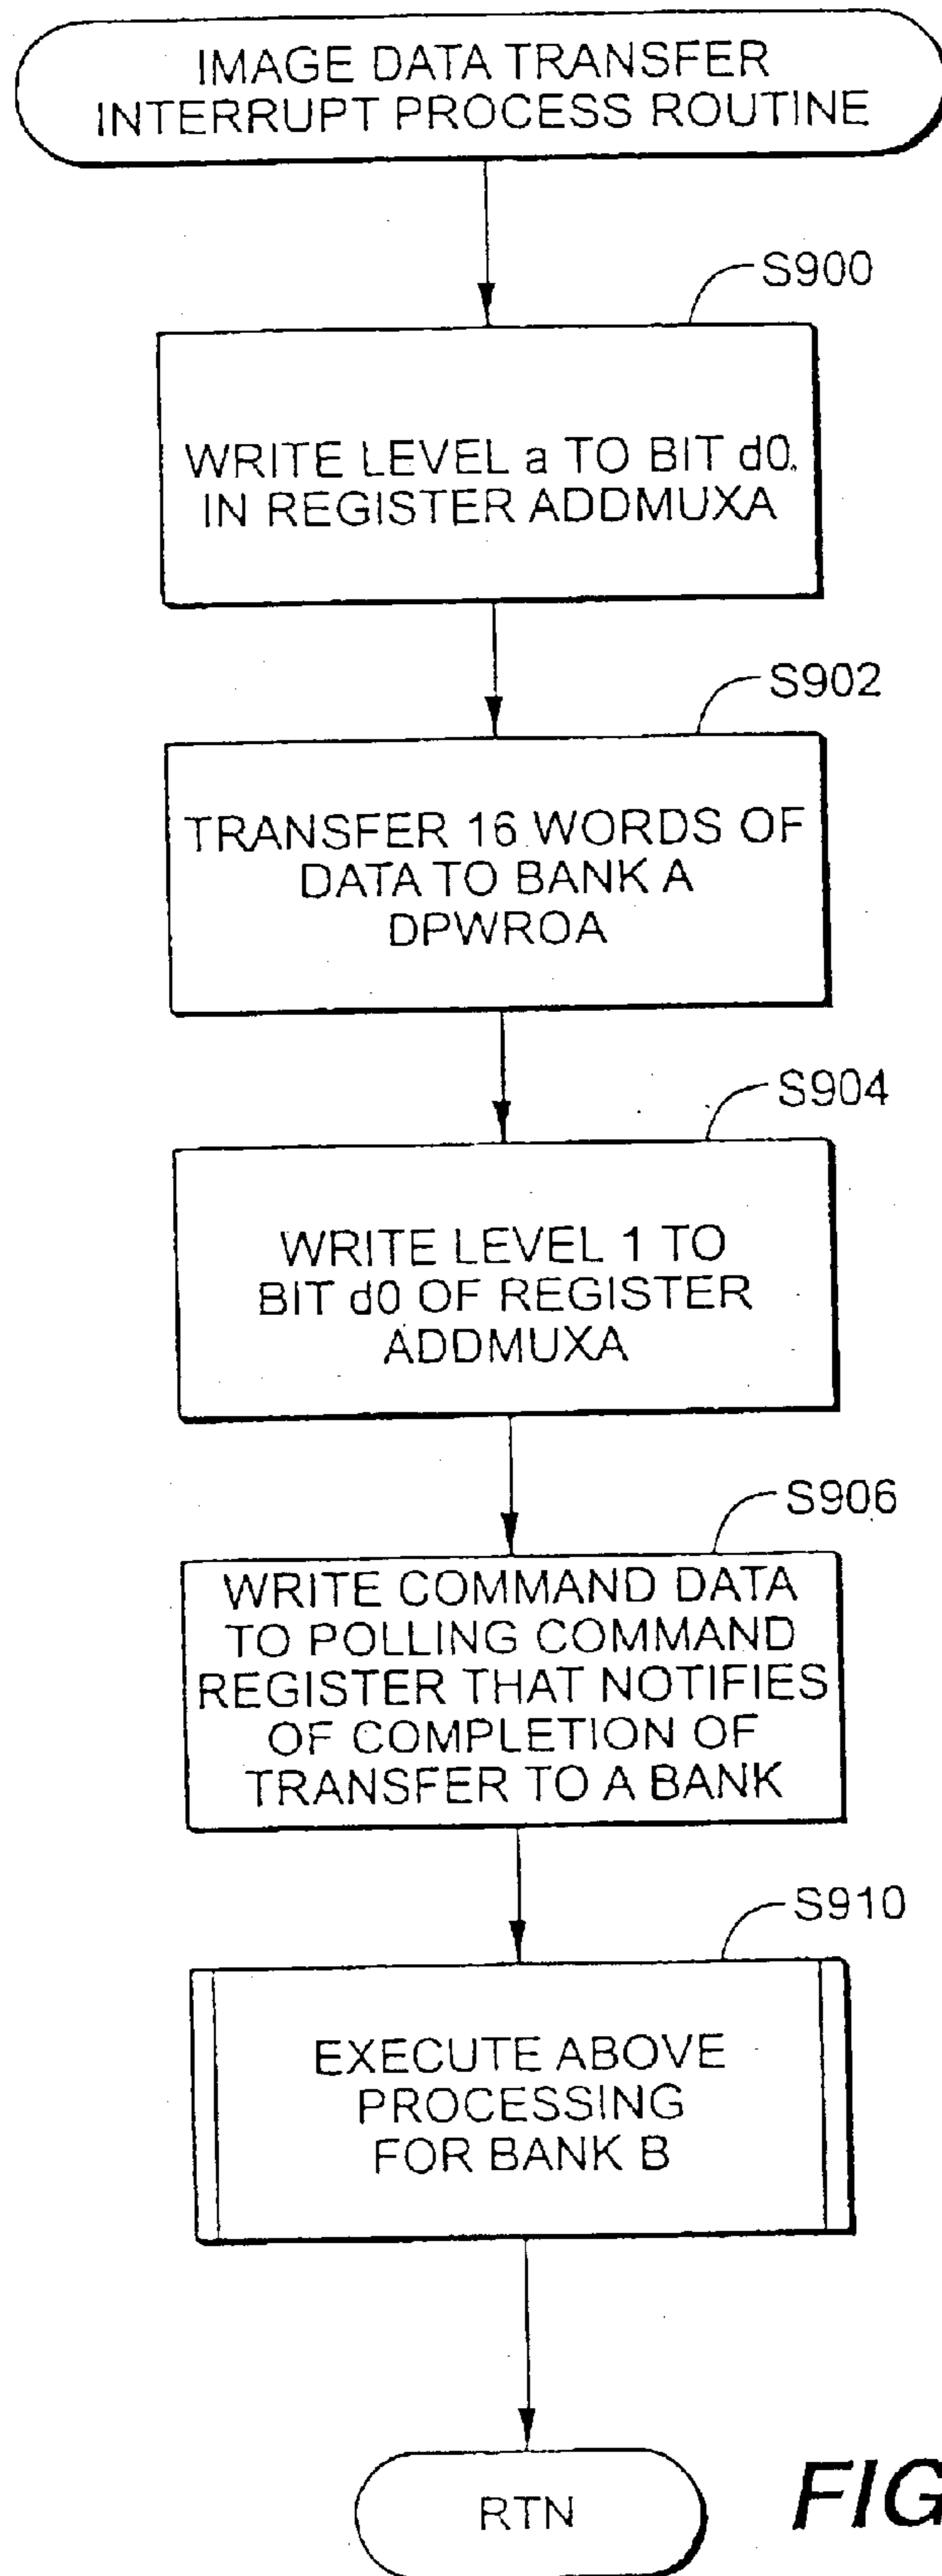 IMAGE DATA TRANSFER
INTERRUPT PROCESS ROUTINE
S900
WRITE LEVEL a TO BIT d0.
IN REGISTER ADDMUXA
S902
TRANSFER 16 WORDS OF
DATA TO BANK A
DPWROA
S904
WRITE LEVEL 1 TO
BIT d0 OF REGISTER
ADDMUXA
S906
WRITE COMMAND DATA
TO POLLING COMMAND
REGISTER THAT NOTIFIES
OF COMPLETION OF
TRANSFER TO A BANK
S910
EXECUTE ABOVE
PROCESSING
FOR BANK B
RTN
FIG